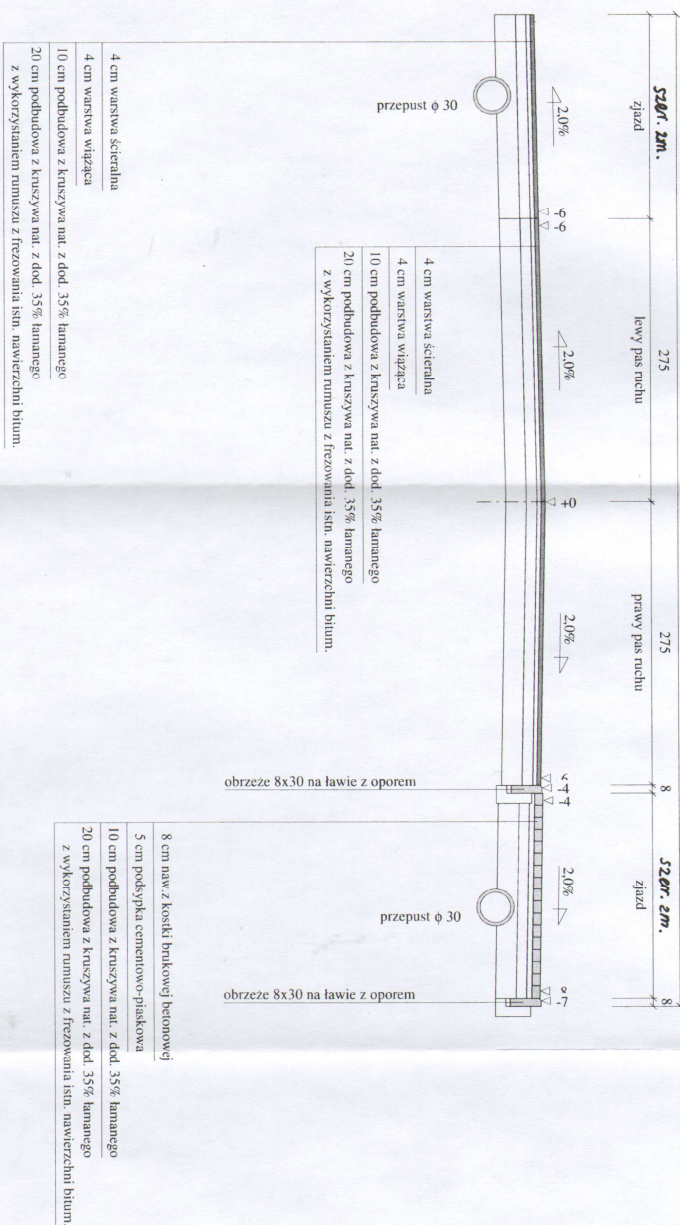 szer. zm.
zjazd
275
lewy pas ruchu
275
prawy pas ruchu
8
szer. zm.
zjazd
8
2,0%
-6
-6
2,0%
+0
2,0%
-4
-4
2,0%
-7
przepust ϕ 30
4 cm warstwa ścieralna
4 cm warstwa wiążąca
10 cm podbudowa z kruszywa nat. z dod. 35% łamanego
20 cm podbudowa z kruszywa nat. z dod. 35% łamanego
z wykorzystaniem rumuszu z frezowania istn. nawierzchni bitum.
4 cm warstwa ścieralna
4 cm warstwa wiążąca
10 cm podbudowa z kruszywa nat. z dod. 35% łamanego
20 cm podbudowa z kruszywa nat. z dod. 35% łamanego
z wykorzystaniem rumuszu z frezowania istn. nawierzchni bitum.
obrzeże 8x30 na ławie z oporem
przepust ϕ 30
obrzeże 8x30 na ławie z oporem
8 cm naw.z kostki brukowej betonowej
5 cm podsypka cementowo-piaskowa
10 cm podbudowa z kruszywa nat. z dod. 35% łamanego
20 cm podbudowa z kruszywa nat. z dod. 35% łamanego
z wykorzystaniem rumuszu z frezowania istn. nawierzchni bitum.